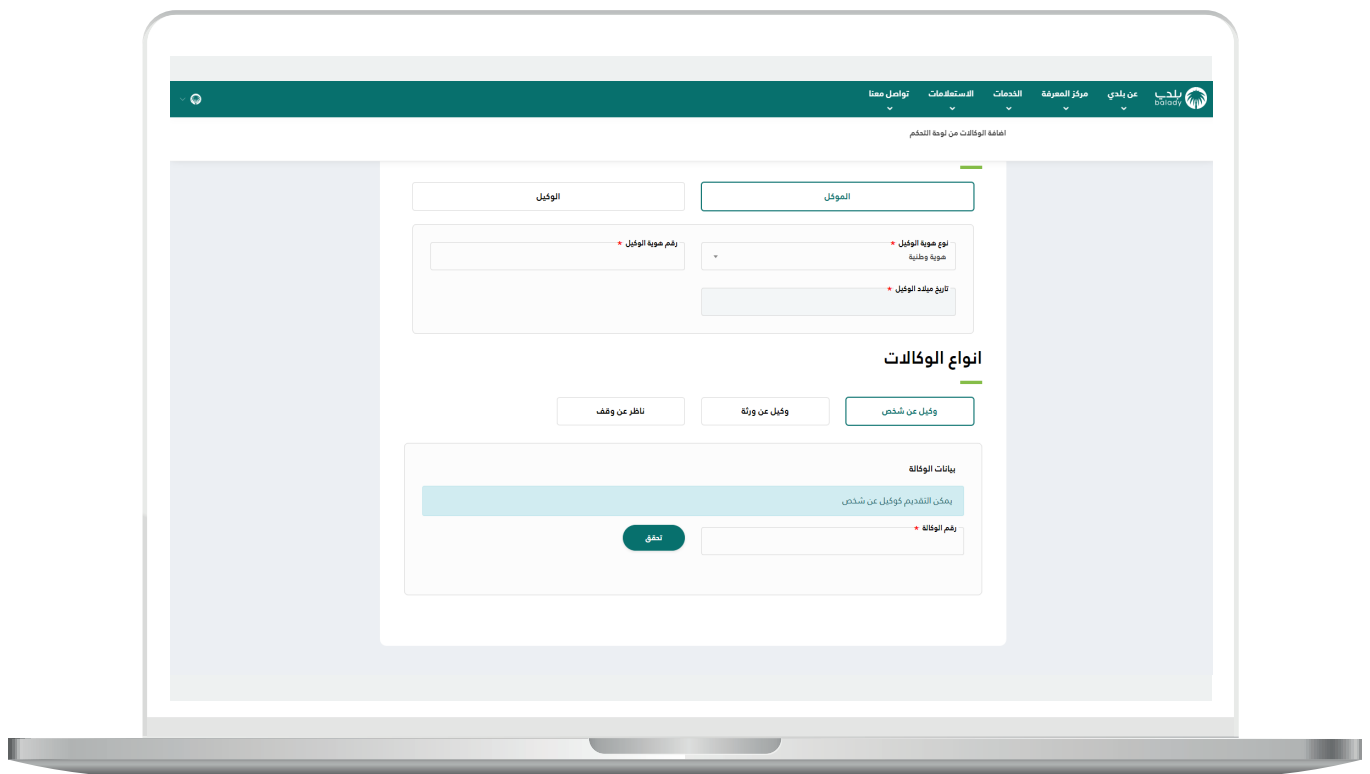 بلدي
balady
عن بلدي
مركز المعرفة
الخدمات
الاستعلامات
تواصل معنا
اضافة الوكالات من لوحة التحكم
الموكل
الوكيل
نوع هوية الوكيل *
هوية وطنية
رقم هوية الوكيل *
تاريخ ميلاد الوكيل *
انواع الوكالات
وكيل عن شخص
وكيل عن ورثة
ناظر عن وقف
بيانات الوكالة
يمكن التقديم كوكيل عن شخص
رقم الوكالة *
تحقق